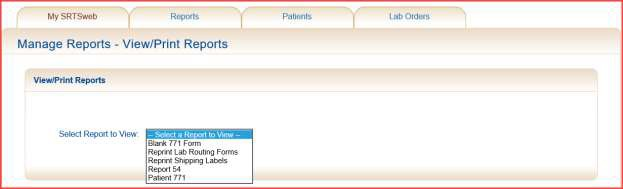 My SRTSweb Reports Patients Lab Orders
Manage Reports - View/Print Reports
View/Print Reports
Select Report to View: -- Select a Report to View --
Blank 771 Form
Reprint Lab Routing Forms
Reprint Shipping Labels
Report 54
Patient 771